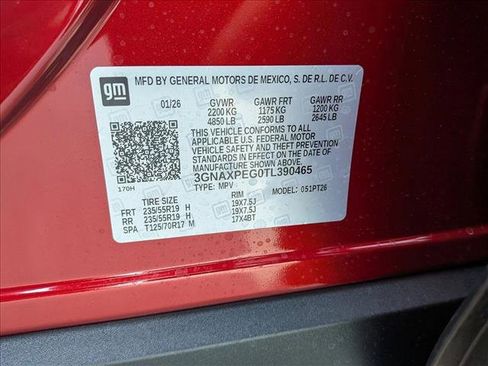 gm
MFD BY GENERAL MOTORS DE MEXICO, S. DE R.L. DE C.V.
01/26 GVWR GAWR FRT GAWR RR
2200 KG 1175 KG 1200 KG
4850 LB 2590 LB 2645 LB
THIS VEHICLE CONFORMS TO ALL
APPLICABLE U.S. FEDERAL MOTOR
VEHICLE SAFETY AND THEFT PREVENTION
STANDARDS IN EFFECT ON THE DATE OF
MANUFACTURE SHOWN ABOVE.
3GNAXPEG0TL390465
170H TYPE: MPV MODEL: 051PT26
TIRE SIZE RIM
FRT 235/55R19 H 19X7.5J
RR 235/55R19 H 19X7.5J
SPA T125/70R17 M 17X4BT